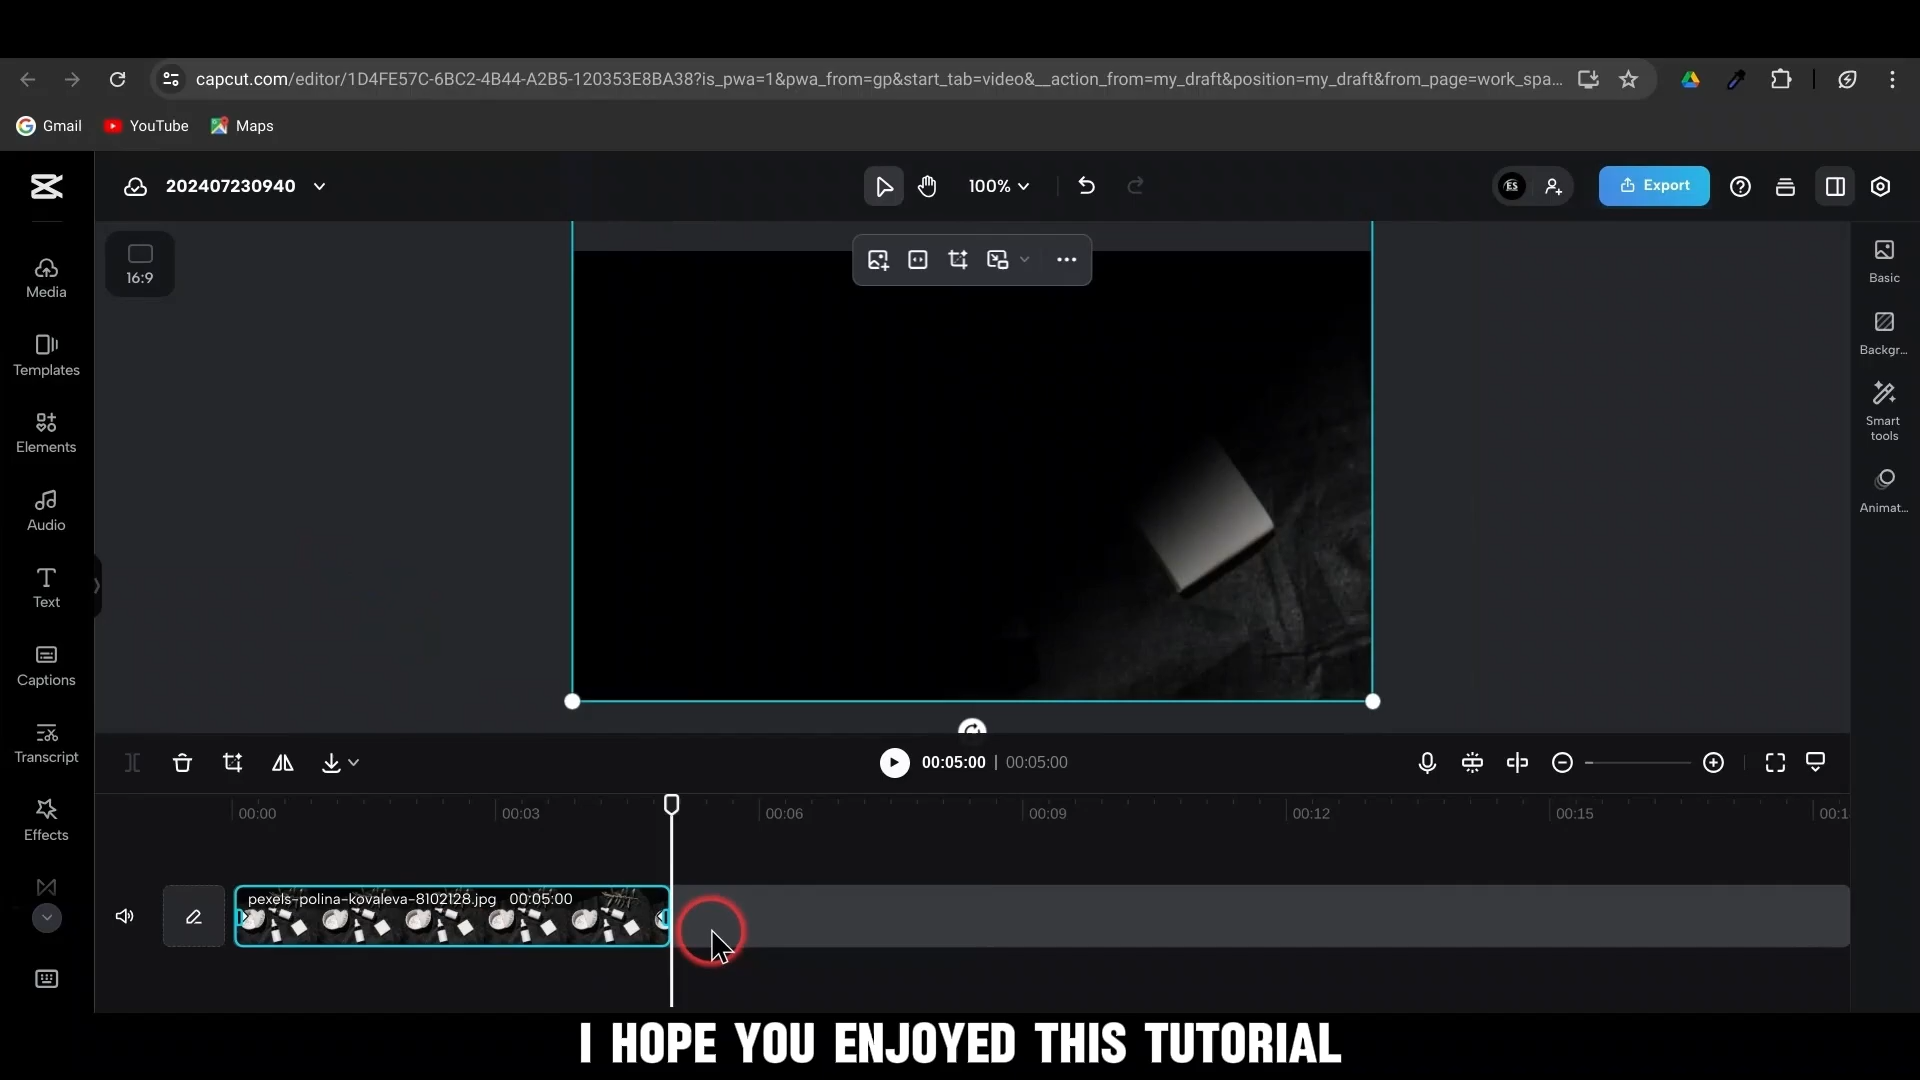 capcut.com/editor/1D4FE57C-6BC2-4B44-A2B5-120353E8BA38?is_pwa=1&pwa_from=gp&start_tab=video&__action_from=my_draft&position=my_draft&from_page=work_spa...
Gmail YouTube Maps
202407230940 100% ES Export
16:9
Media
Templates
Elements
Audio
Text
Captions
Transcript
Effects
Basic
Backgr...
Smart
tools
Animat...
00:05:00 | 00:05:00
00:00 00:03 00:06 00:09 00:12 00:15 00:1
pexels-polina-kovaleva-8102128.jpg 00:05:00
I HOPE YOU ENJOYED THIS TUTORIAL